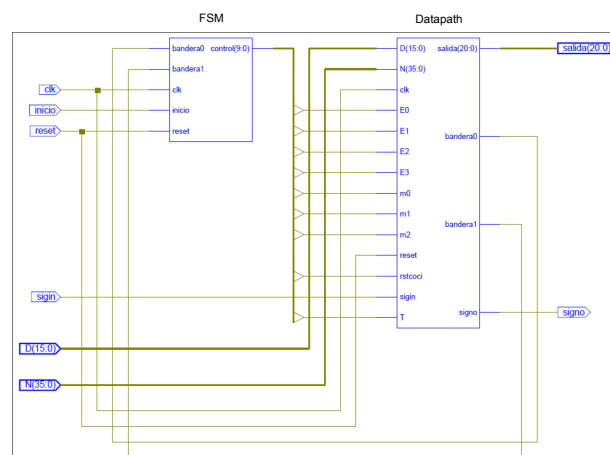 FSM
Datapath
bandera0 control(9:0)
bandera1
clk
inicio
reset
D(15:0) salida(20:0)
N(35:0)
clk
E0
E1
E2
E3
m0
m1
m2
reset
rstcoci
sigin
T
bandera0
bandera1
signo
salida(20:0)
clk
inicio
reset
sigin
signo
D(15:0)
N(35:0)